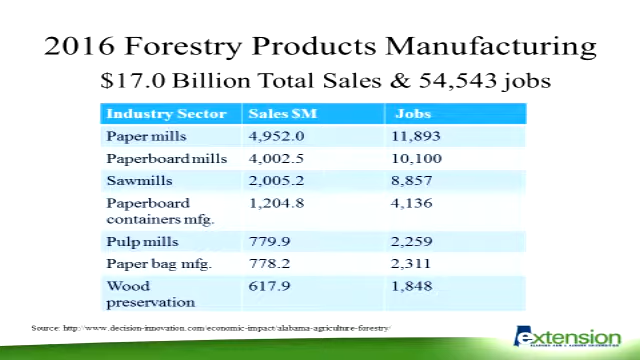 2016 Forestry Products Manufacturing
$17.0 Billion Total Sales & 54,543 jobs
Industry Sector Sales $M Jobs
Paper mills 4,952.0 11,893
Paperboard mills 4,002.5 10,100
Sawmills 2,005.2 8,857
Paperboard 1,204.8 4,136
containers mfg.
Pulp mills 779.9 2,259
Paper bag mfg. 778.2 2,311
Wood 617.9 1,848
preservation
Source: http://www.decision-innovation.com/economic-impact/alabama-agriculture-forestry/
extension